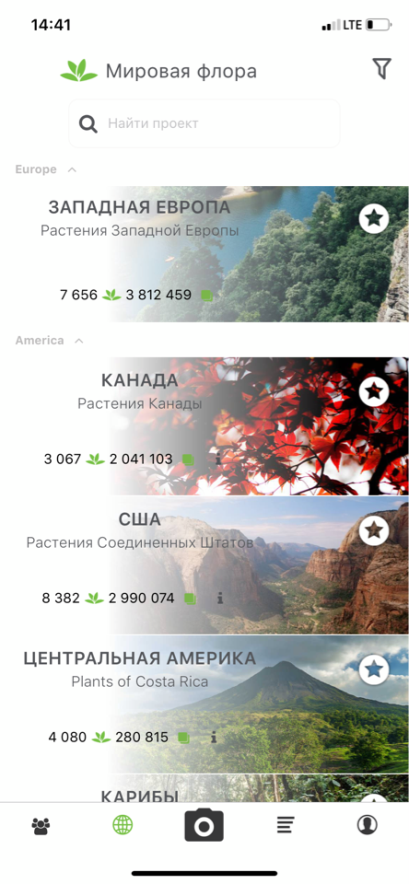 14:41
LTE
Мировая флора
Найти проект
Europe
ЗАПАДНАЯ ЕВРОПА
Растения Западной Европы
7 656 3 812 459
America
КАНАДА
Растения Канады
3 067 2 041 103 i
США
Растения Соединенных Штатов
8 382 2 990 074 i
ЦЕНТРАЛЬНАЯ АМЕРИКА
Plants of Costa Rica
4 080 280 815 i
КАРИБЫ